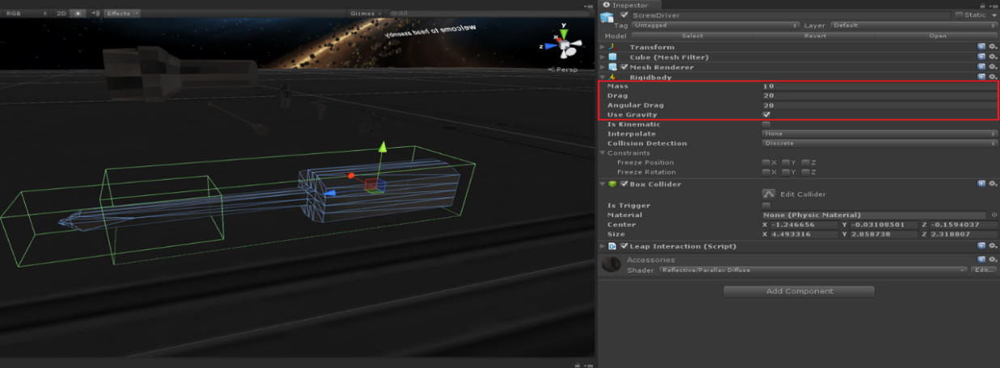 RGB 2D Effects Gizmos All
welcome to head
y
x
z
Persp
Inspector
ScrewDriver Static
Tag Untagged Layer Default
Model Select Revert Open
Transform
Cube (Mesh Filter)
Mesh Renderer
Rigidbody
Mass 10
Drag 20
Angular Drag 20
Use Gravity
Is Kinematic
Interpolate None
Collision Detection Discrete
Constraints
Freeze Position X Y Z
Freeze Rotation X Y Z
Box Collider
Edit Collider
Is Trigger
Material None (Physic Material)
Center X -1.246656 Y -0.03108501 Z -0.1594037
Size X 4.493316 Y 2.858738 Z 2.318807
Leap Interaction (Script)
Accessories
Shader Reflective/Parallax Diffuse Edit...
Add Component